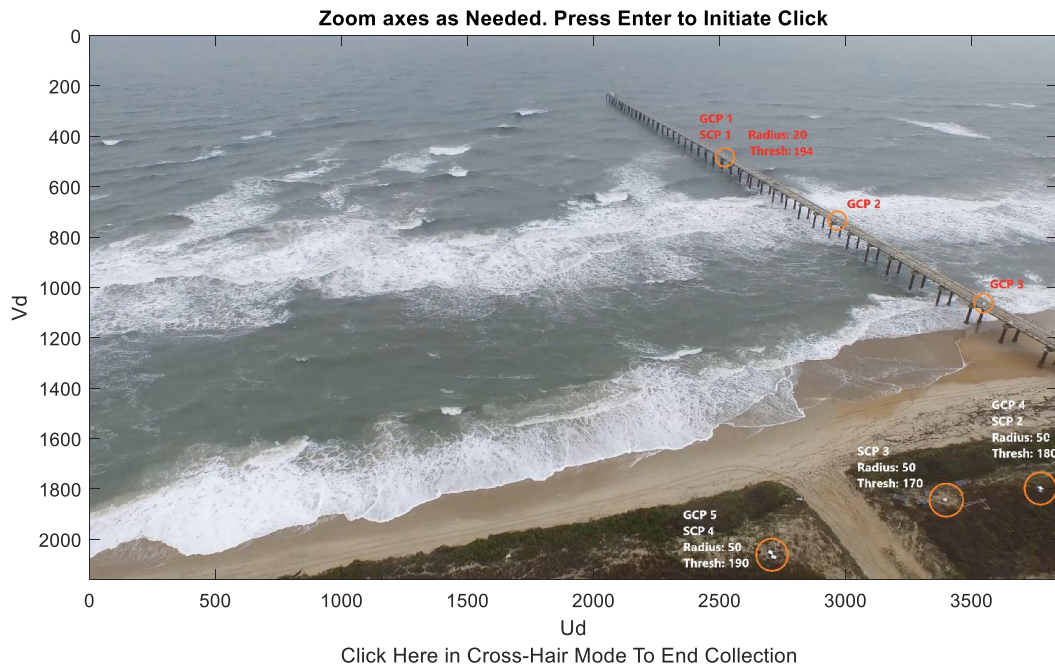 Zoom axes as Needed. Press Enter to Initiate Click
0
200
400
600
800
1000
1200
1400
1600
1800
2000
Vd
GCP 1
SCP 1 Radius: 20
Thresh: 194
GCP 2
GCP 3
GCP 4
SCP 2
Radius: 50
Thresh: 180
SCP 3
Radius: 50
Thresh: 170
GCP 5
SCP 4
Radius: 50
Thresh: 190
0 500 1000 1500 2000 2500 3000 3500
Ud
Click Here in Cross-Hair Mode To End Collection